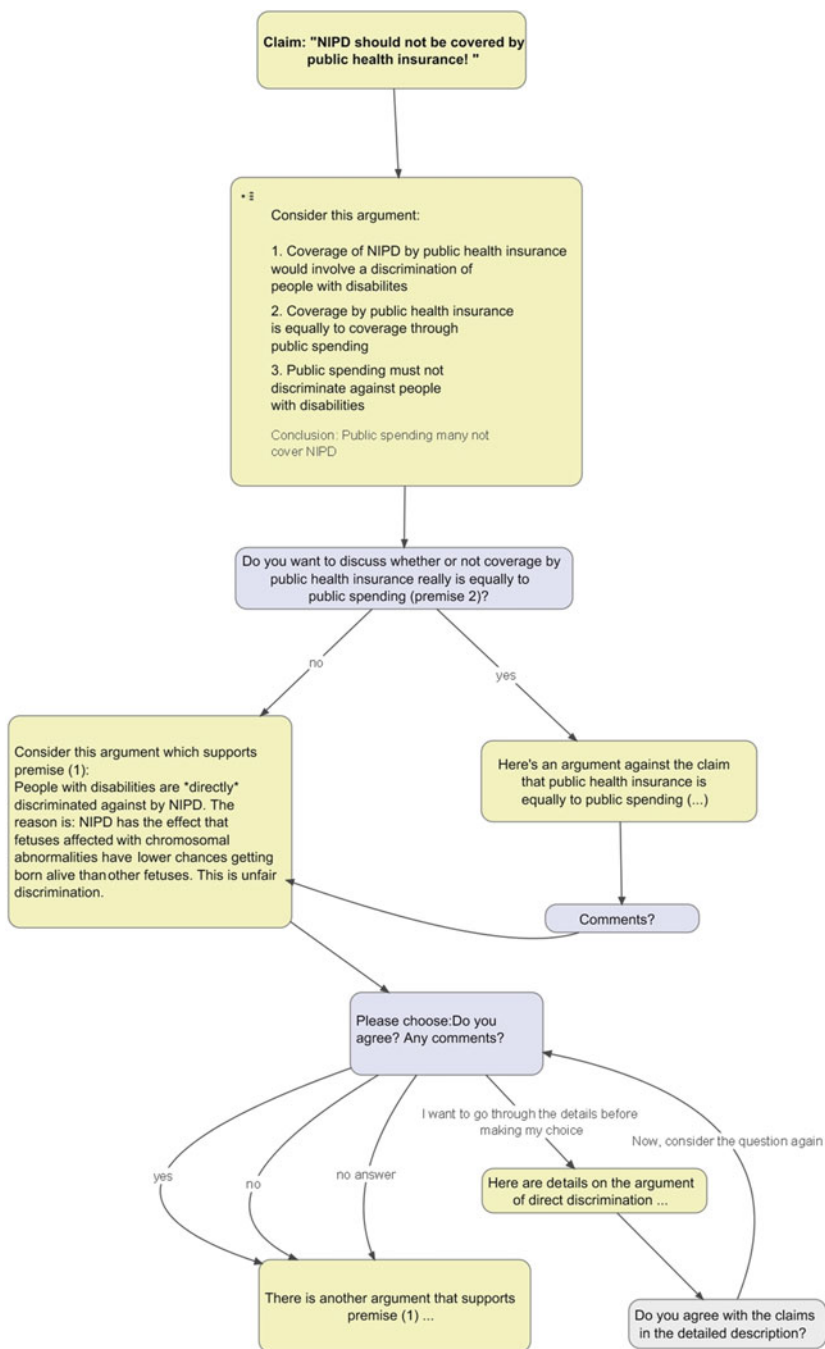 Claim: "NIPD should not be covered by
public health insurance! "
Consider this argument:
1. Coverage of NIPD by public health insurance
would involve a discrimination of
people with disabilites
2. Coverage by public health insurance
is equally to coverage through
public spending
3. Public spending must not
discriminate against people
with disabilities
Conclusion: Public spending many not
cover NIPD
Do you want to discuss whether or not coverage by
public health insurance really is equally to
public spending (premise 2)?
no
yes
Consider this argument which supports
premise (1):
People with disabilities are *directly*
discriminated against by NIPD. The
reason is: NIPD has the effect that
fetuses affected with chromosomal
abnormalities have lower chances getting
born alive than other fetuses. This is unfair
discrimination.
Here's an argument against the claim
that public health insurance is
equally to public spending (...)
Comments?
Please choose:Do you
agree? Any comments?
I want to go through the details before
making my choice
Now, consider the question again
yes
no
no answer
Here are details on the argument
of direct discrimination ...
There is another argument that supports
premise (1) ...
Do you agree with the claims
in the detailed description?